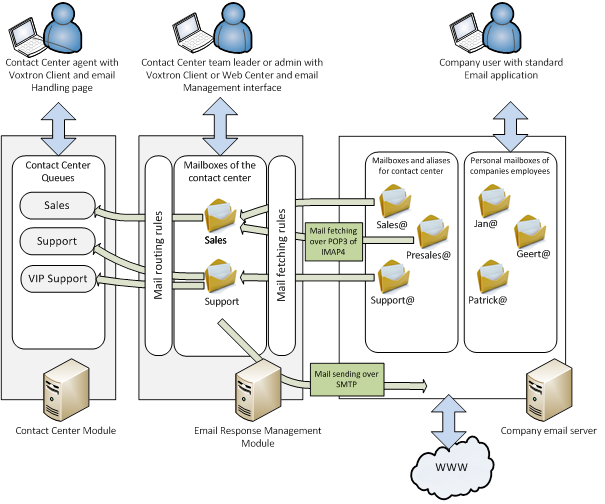 Contact Center agent with
Voxtron Client and email
Handling page
Contact Center team leader or admin with
Voxtron Client or Web Center and email
Management interface
Company user with standard
Email application
Contact Center
Queues
Sales
Support
VIP Support
Mail routing rules
Mailboxes of the
contact center
Sales
Support
Mail fetching rules
Mail fetching
over POP3 of
IMAP4
Mailboxes and aliases
for contact center
Sales@
Presales@
Support@
Personal mailboxes of
companies employees
Jan@
Geert@
Patrick@
Mail sending over
SMTP
Contact Center Module
Email Response Management
Module
Company email server
WWW